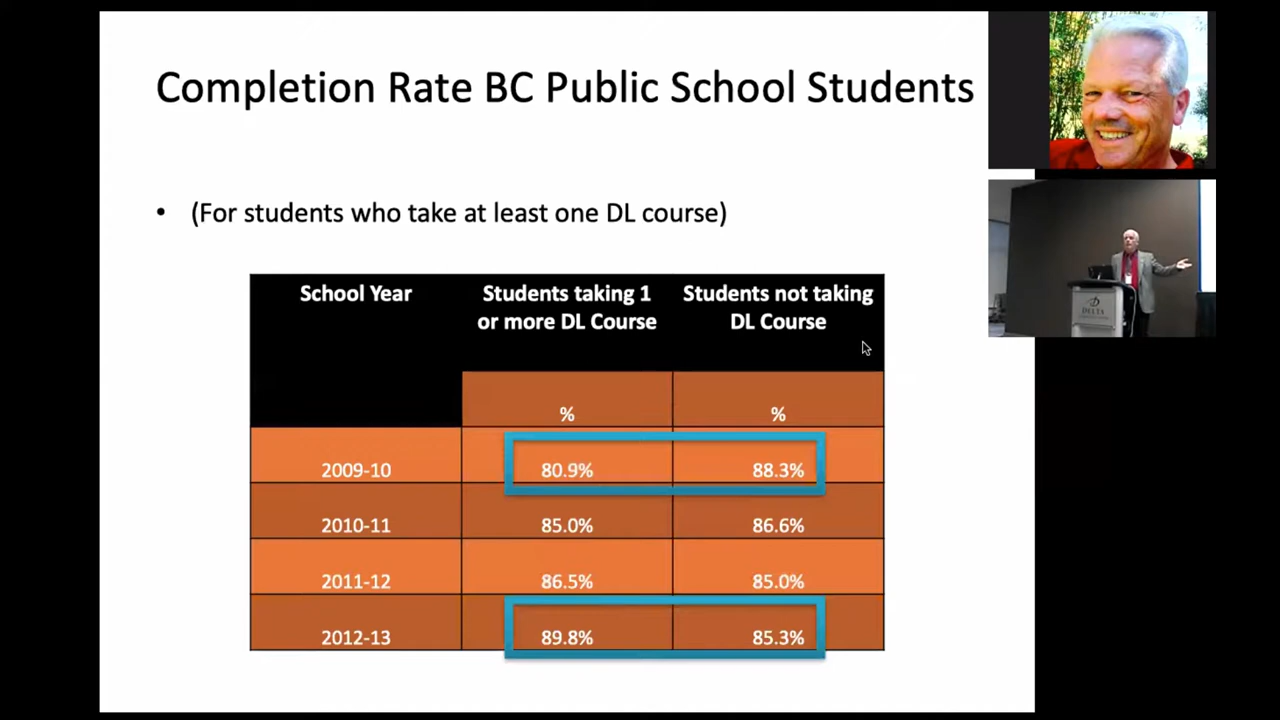 Completion Rate BC Public School Students
• (For students who take at least one DL course)
School Year
Students taking 1
or more DL Course
Students not taking
DL Course
% %
2009-10 80.9% 88.3%
2010-11 85.0% 86.6%
2011-12 86.5% 85.0%
2012-13 89.8% 85.3%
DELTA